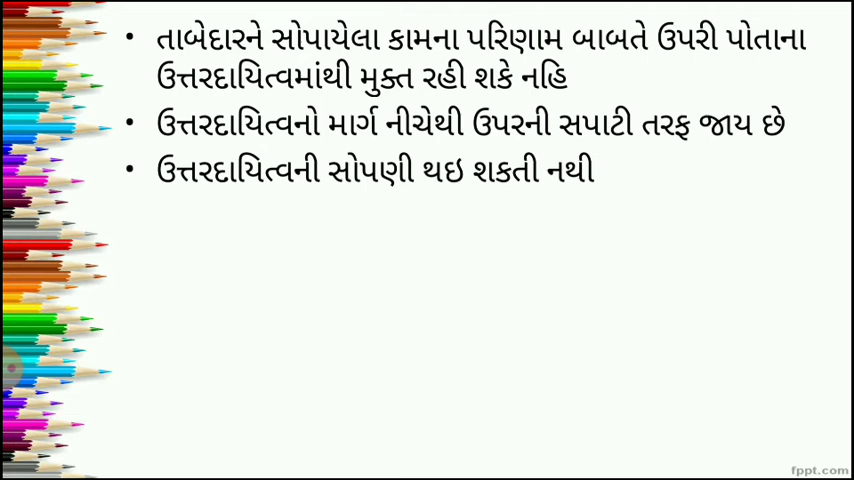 • તાબેદારને સોપાયેલા કામના પરિણામ બાબતે ઉપરી પોતાના
ઉત્તરદાયિત્વમાંથી મુક્ત રહી શકે નહિ
• ઉત્તરદાયિત્વનો માર્ગ નીચેથી ઉપરની સપાટી તરફ જાય છે
• ઉત્તરદાયિત્વની સોપણી થઇ શકતી નથી
fppt.com